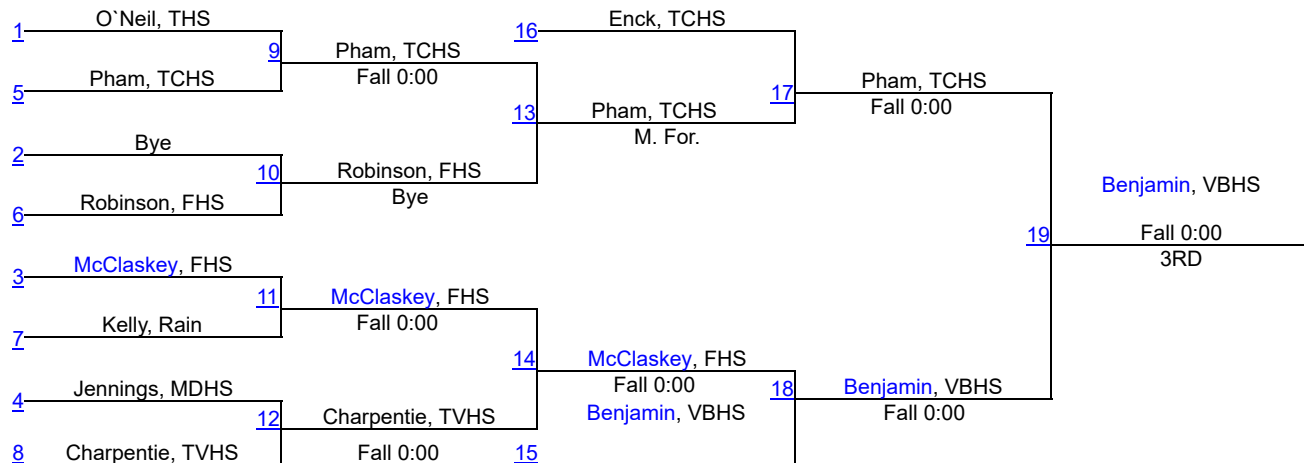 O`Neil, THS
1
Enck, TCHS
16
9
Pham, TCHS
Fall 0:00
Pham, TCHS
5
Pham, TCHS
17
Fall 0:00
13
Pham, TCHS
M. For.
Bye
2
10
Robinson, FHS
Bye
Robinson, FHS
6
Benjamin, VBHS
19
Fall 0:00
3RD
McClaskey, FHS
3
11
McClaskey, FHS
Fall 0:00
Kelly, Rain
7
14
McClaskey, FHS
Fall 0:00
Jennings, MDHS
4
18
Benjamin, VBHS
Fall 0:00
Benjamin, VBHS
12
Charpentie, TVHS
8
Charpentie, TVHS
Fall 0:00
15